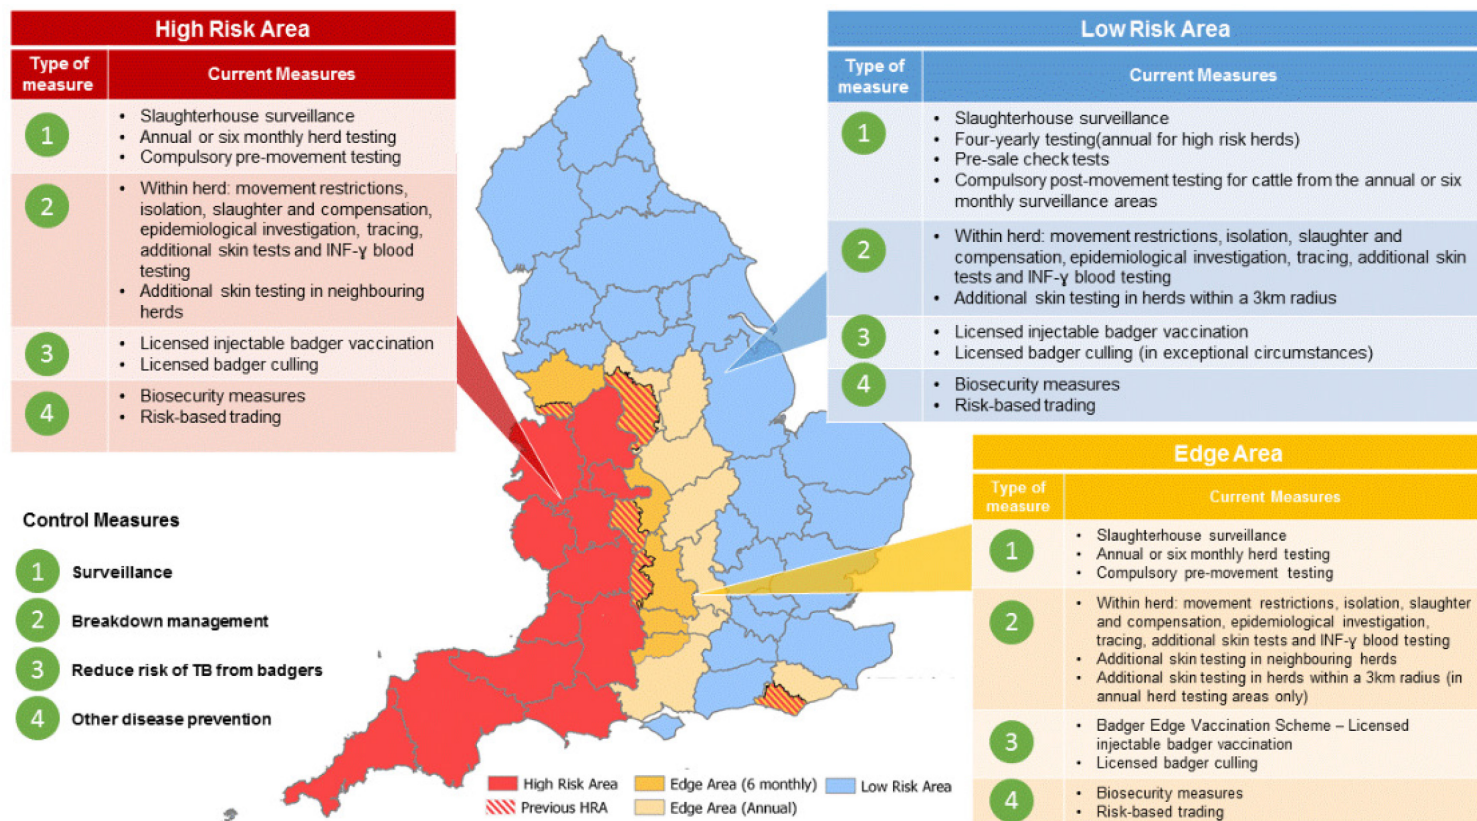 High Risk Area
Type of
measure
Current Measures
1
• Slaughterhouse surveillance
• Annual or six monthly herd testing
• Compulsory pre-movement testing
2
• Within herd: movement restrictions,
isolation, slaughter and compensation,
epidemiological investigation, tracing,
additional skin tests and INF-ɣ blood
testing
• Additional skin testing in neighbouring
herds
3
• Licensed injectable badger vaccination
• Licensed badger culling
4
• Biosecurity measures
• Risk-based trading
Low Risk Area
Type of
measure
Current Measures
1
• Slaughterhouse surveillance
• Four-yearly testing(annual for high risk herds)
• Pre-sale check tests
• Compulsory post-movement testing for cattle from the annual or six
monthly surveillance areas
2
• Within herd: movement restrictions, isolation, slaughter and
compensation, epidemiological investigation, tracing, additional skin
tests and INF-ɣ blood testing
• Additional skin testing in herds within a 3km radius
3
• Licensed injectable badger vaccination
• Licensed badger culling (in exceptional circumstances)
4
• Biosecurity measures
• Risk-based trading
Edge Area
Type of
measure
Current Measures
1
• Slaughterhouse surveillance
• Annual or six monthly herd testing
• Compulsory pre-movement testing
2
• Within herd: movement restrictions, isolation, slaughter
and compensation, epidemiological investigation,
tracing, additional skin tests and INF-ɣ blood testing
• Additional skin testing in neighbouring herds
• Additional skin testing in herds within a 3km radius (in
annual herd testing areas only)
3
• Badger Edge Vaccination Scheme – Licensed
injectable badger vaccination
• Licensed badger culling
4
• Biosecurity measures
• Risk-based trading
Control Measures
1 Surveillance
2 Breakdown management
3 Reduce risk of TB from badgers
4 Other disease prevention
High Risk Area
Previous HRA
Edge Area (6 monthly)
Edge Area (Annual)
Low Risk Area